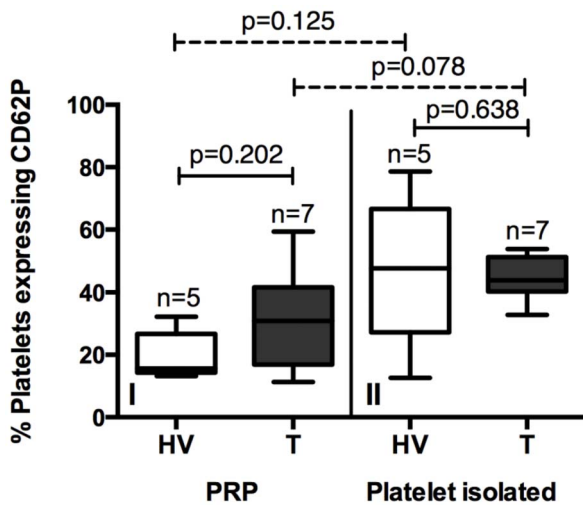 p=0.125
p=0.078
p=0.638
p=0.202
% Platelets expressing CD62P
100
80
60
40
20
0
n=5
n=7
n=5
n=7
I
II
HV
T
HV
T
PRP
Platelet isolated